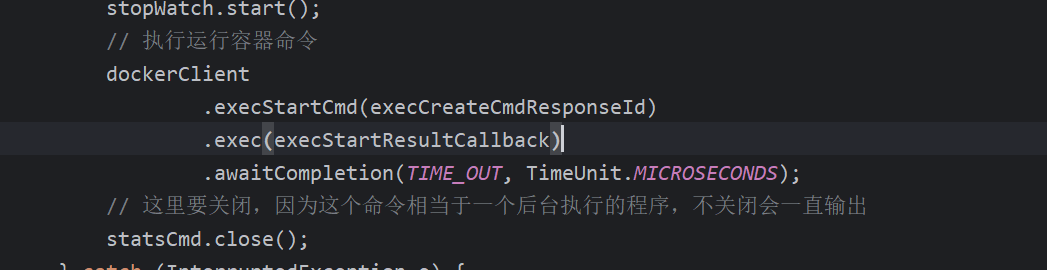 stopWatch.start();
// 执行运行容器命令
dockerClient
.execStartCmd(execCreateCmdResponseId)
.exec(execStartResultCallback)
.awaitCompletion(TIME_OUT, TimeUnit.MICROSECONDS);
// 这里要关闭，因为这个命令相当于一个后台执行的程序，不关闭会一直输出
statsCmd.close();
} catch (InterruptedException e) {